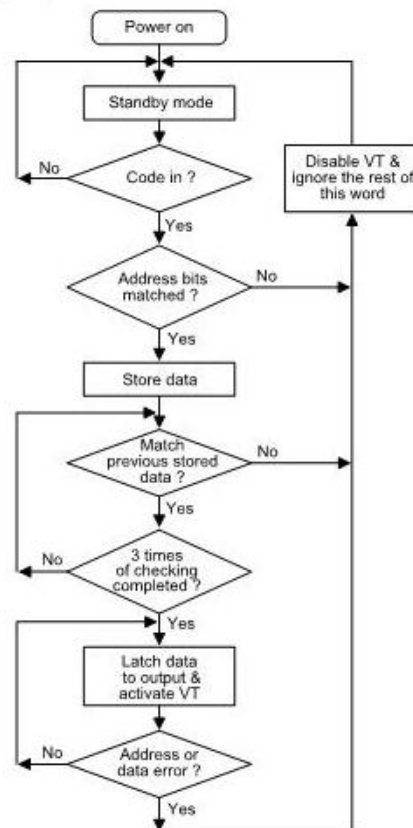 Power on
Standby mode
No
Code in ?
Disable VT &
ignore the rest of
this word
Yes
Address bits
matched ?
No
Yes
Store data
Match
previous stored
data ?
No
Yes
No
3 times
of checking
completed ?
Yes
Latch data
to output &
activate VT
No
Address or
data error ?
Yes